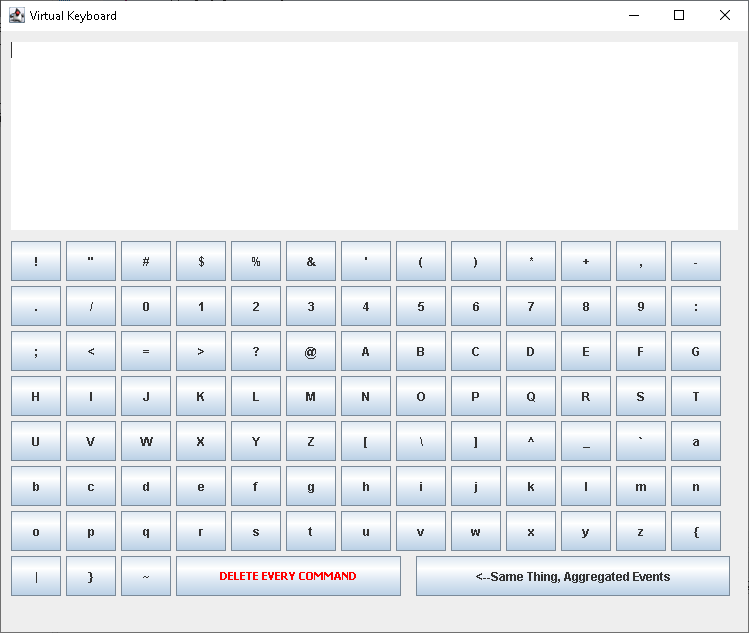 Virtual Keyboard
! " # $ % & ' ( ) * + , -
. / 0 1 2 3 4 5 6 7 8 9 :
; < = > ? @ A B C D E F G
H I J K L M N O P Q R S T
U V W X Y Z [ \ ] ^ _ ` a
b c d e f g h i j k l m n
o p q r s t u v w x y z {
| } ~ DELETE EVERY COMMAND <--Same Thing, Aggregated Events